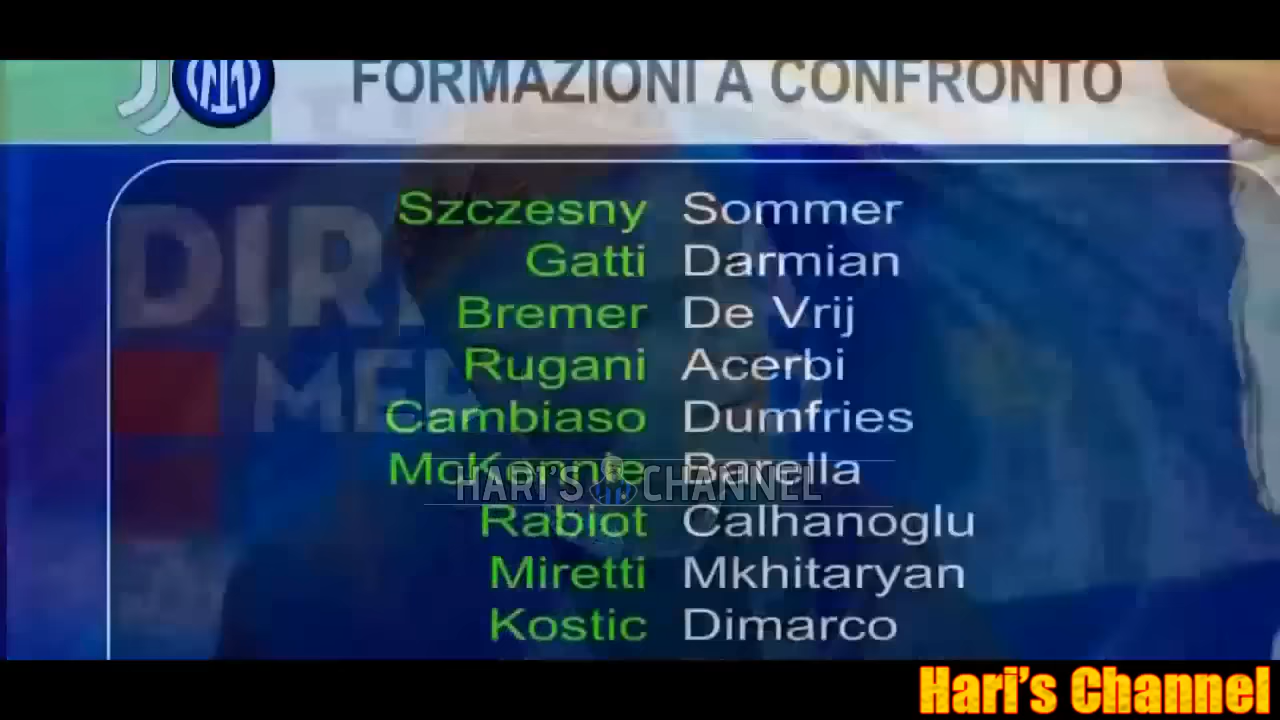 FORMAZIONI A CONFRONTO
Szczesny Sommer
Gatti Darmian
Bremer De Vrij
Rugani Acerbi
Cambiaso Dumfries
McKennie Barella
HARI'S CHANNEL
Rabiot Calhanoglu
Miretti Mkhitaryan
Kostic Dimarco
Hari's Channel